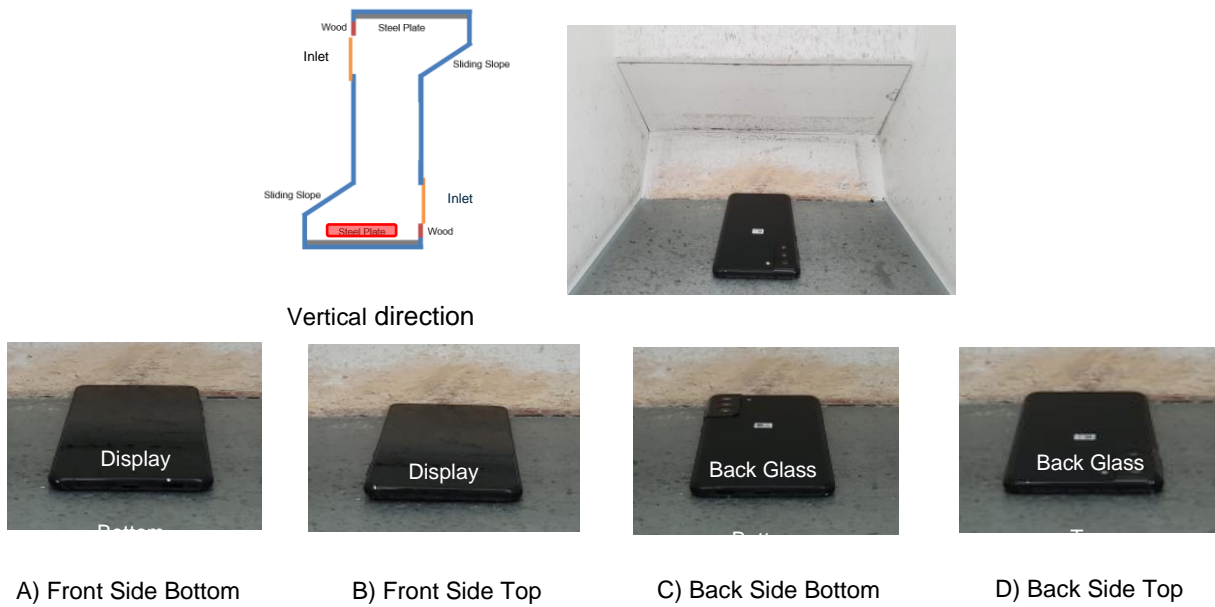 Wood
Steel Plate
Inlet
Sliding Slope
Sliding Slope
Inlet
Steel Plate
Wood
Vertical direction
Display
Display
Back Glass
Back Glass
Bottom
A) Front Side Bottom
B) Front Side Top
C) Back Side Bottom
D) Back Side Top